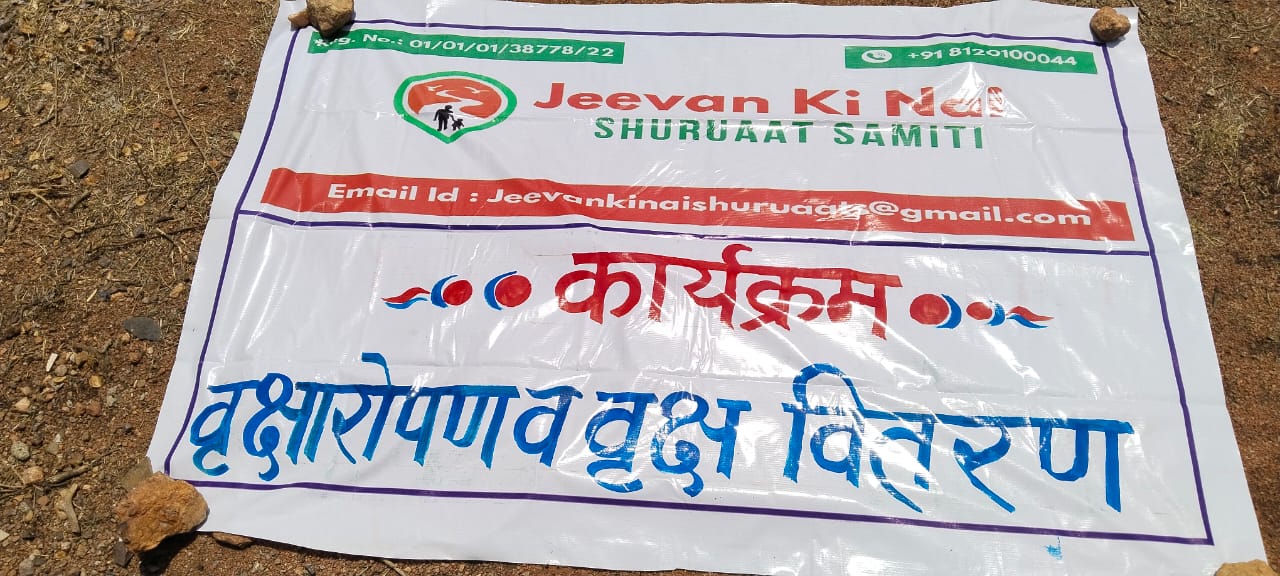 Reg. No.: 01/01/01/38778/22
+91 8120100044
Jeevan Ki Nai
SHURUAAT SAMITI
Email Id : Jeevankinaishuruaats@gmail.com
कार्यक्रम
वृक्षारोपण व वृक्ष वितरण